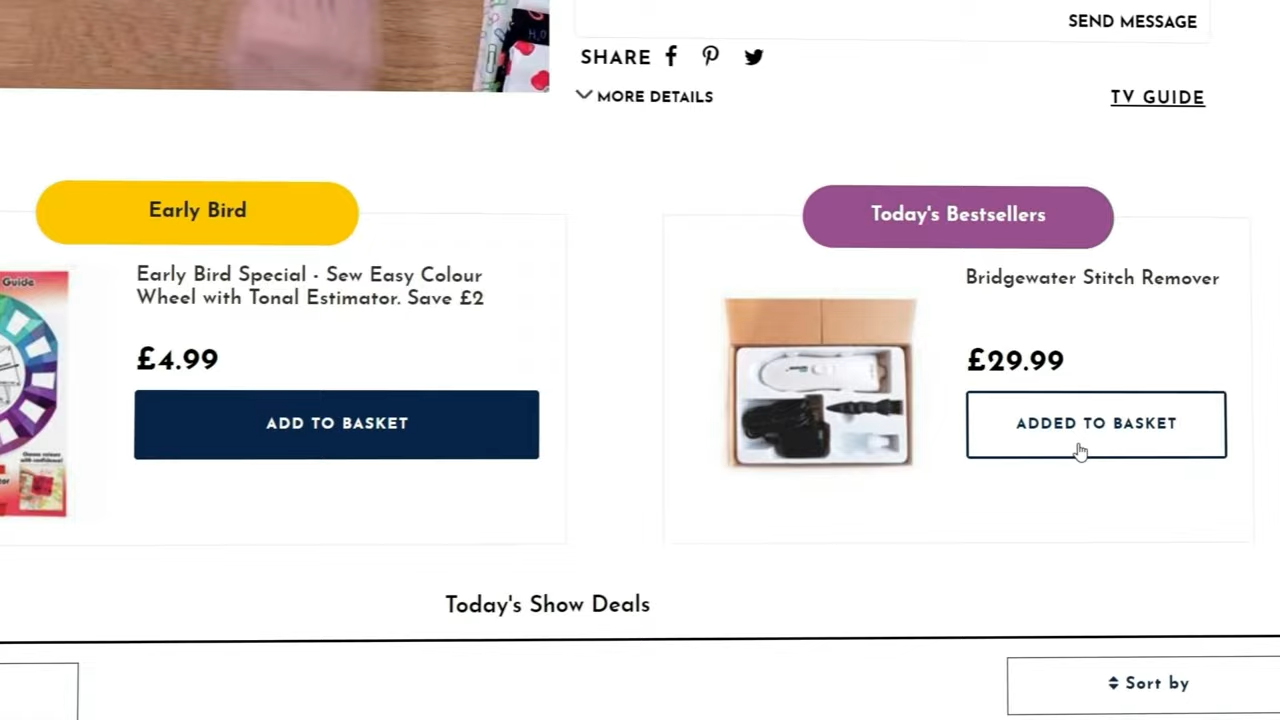 SEND MESSAGE
SHARE
MORE DETAILS
TV GUIDE
Early Bird
Early Bird Special - Sew Easy Colour
Wheel with Tonal Estimator. Save £2
£4.99
ADD TO BASKET
Guide
Today's Bestsellers
Bridgewater Stitch Remover
£29.99
ADDED TO BASKET
Today's Show Deals
Sort by